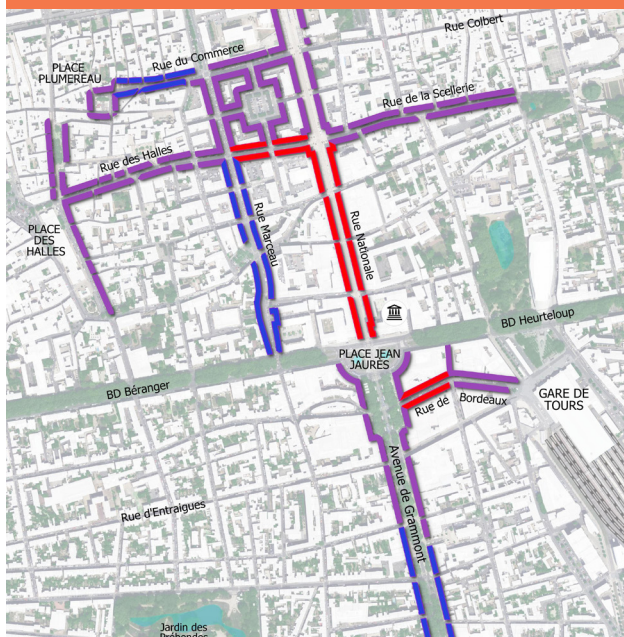 Rue Colbert
Rue du Commerce
PLACE
PLUMEREAU
Rue de la Scellerie
Rue des Halles
Rue Marceau
Rue Nationale
PLACE
DES
HALLES
BD Heurteloup
PLACE JEAN
JAURÈS
BD Béranger
GARE DE
TOURS
Rue dé Bordeaux
Avenue de Grammont
Rue d'Entraigues
Jardin des
Prébendes